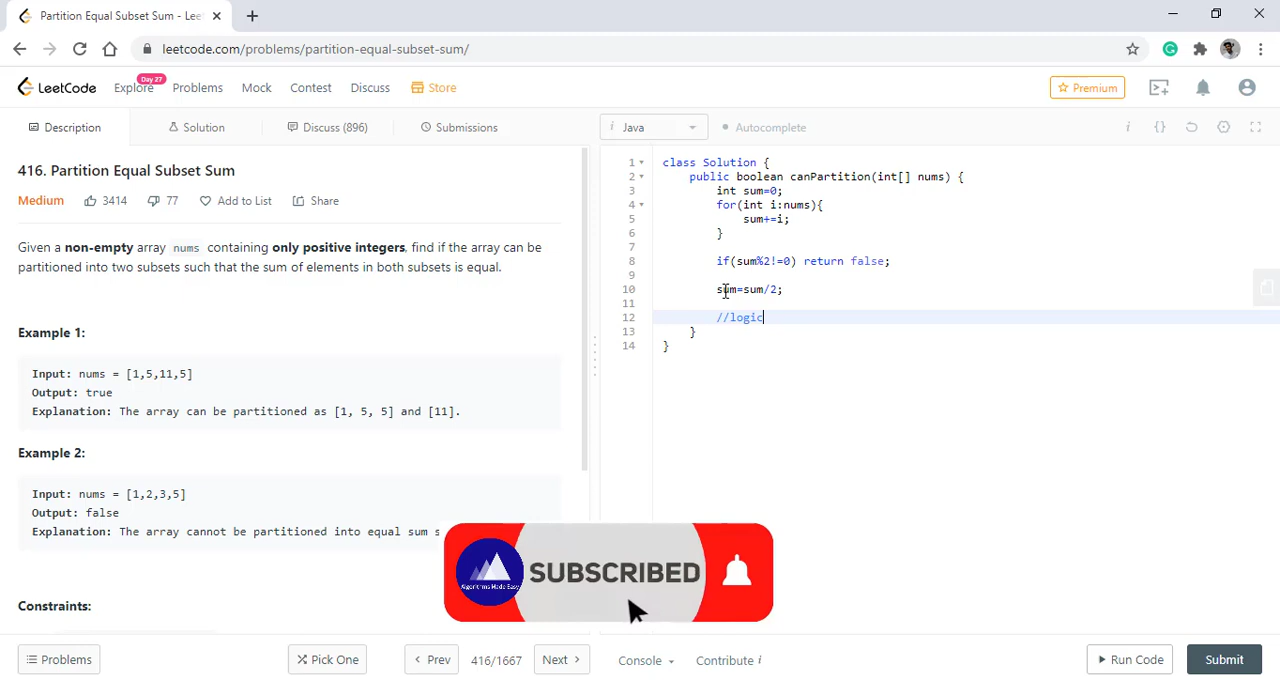 Partition Equal Subset Sum - Lee
leetcode.com/problems/partition-equal-subset-sum/
LeetCode Explore Day 27 Problems Mock Contest Discuss Store Premium
Description Solution Discuss (896) Submissions
i Java Autocomplete i {}
416. Partition Equal Subset Sum
Medium 3414 77 Add to List Share
Given a non-empty array nums containing only positive integers, find if the array can be
partitioned into two subsets such that the sum of elements in both subsets is equal.
Example 1:
Input: nums = [1,5,11,5]
Output: true
Explanation: The array can be partitioned as [1, 5, 5] and [11].
Example 2:
Input: nums = [1,2,3,5]
Output: false
Explanation: The array cannot be partitioned into equal sum s
Constraints:
1 class Solution {
2 public boolean canPartition(int[] nums) {
3 int sum=0;
4 for(int i:nums){
5 sum+=i;
6 }
7
8 if(sum%2!=0) return false;
9
10 sum=sum/2;
11
12 //logic
13 }
14 }
Algorithms Made Easy
SUBSCRIBED
Problems Pick One < Prev 416/1667 Next > Console Contribute i Run Code Submit